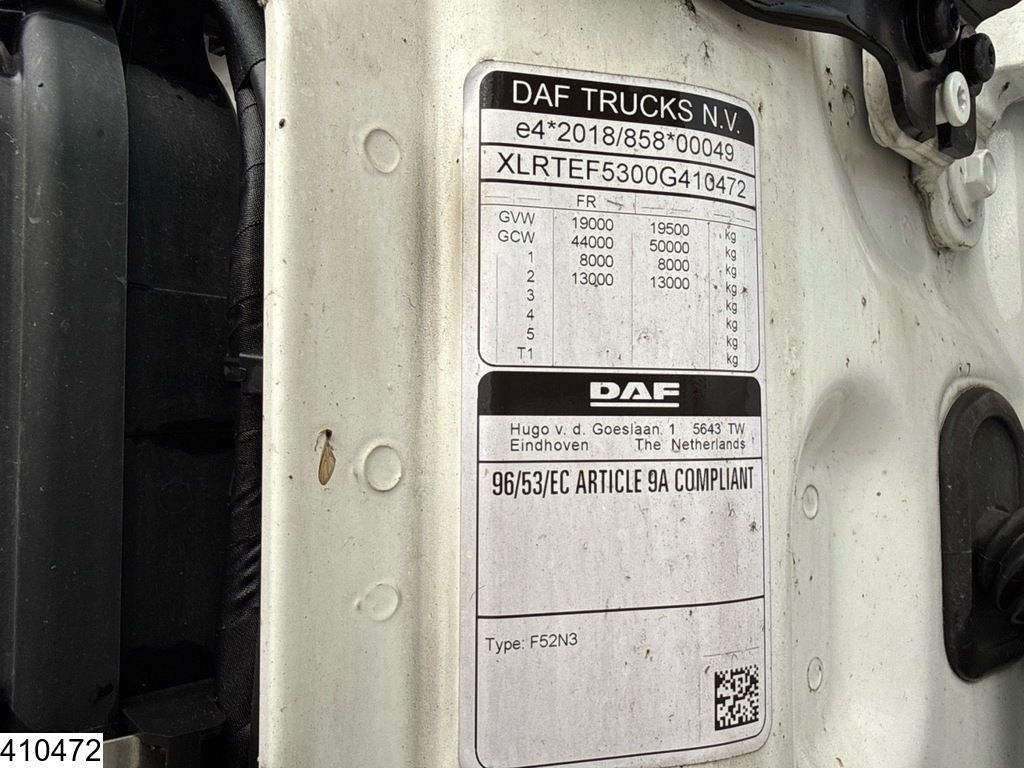 DAF TRUCKS N.V.
e4*2018/858*00049
XLRTEF5300G410472
FR
GVW 19000 19500 kg
GCW 44000 50000 kg
1 8000 8000 kg
2 13000 13000 kg
3 kg
4 kg
5 kg
T1 kg
DAF
Hugo v. d. Goeslaan 1 5643 TW
Eindhoven The Netherlands
96/53/EC ARTICLE 9A COMPLIANT
Type: F52N3
410472